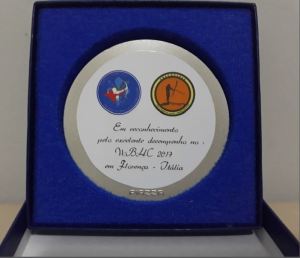 Em reconhecimento
pelo excelente desempenho no :
WBHC 2017
em Florença - Itália